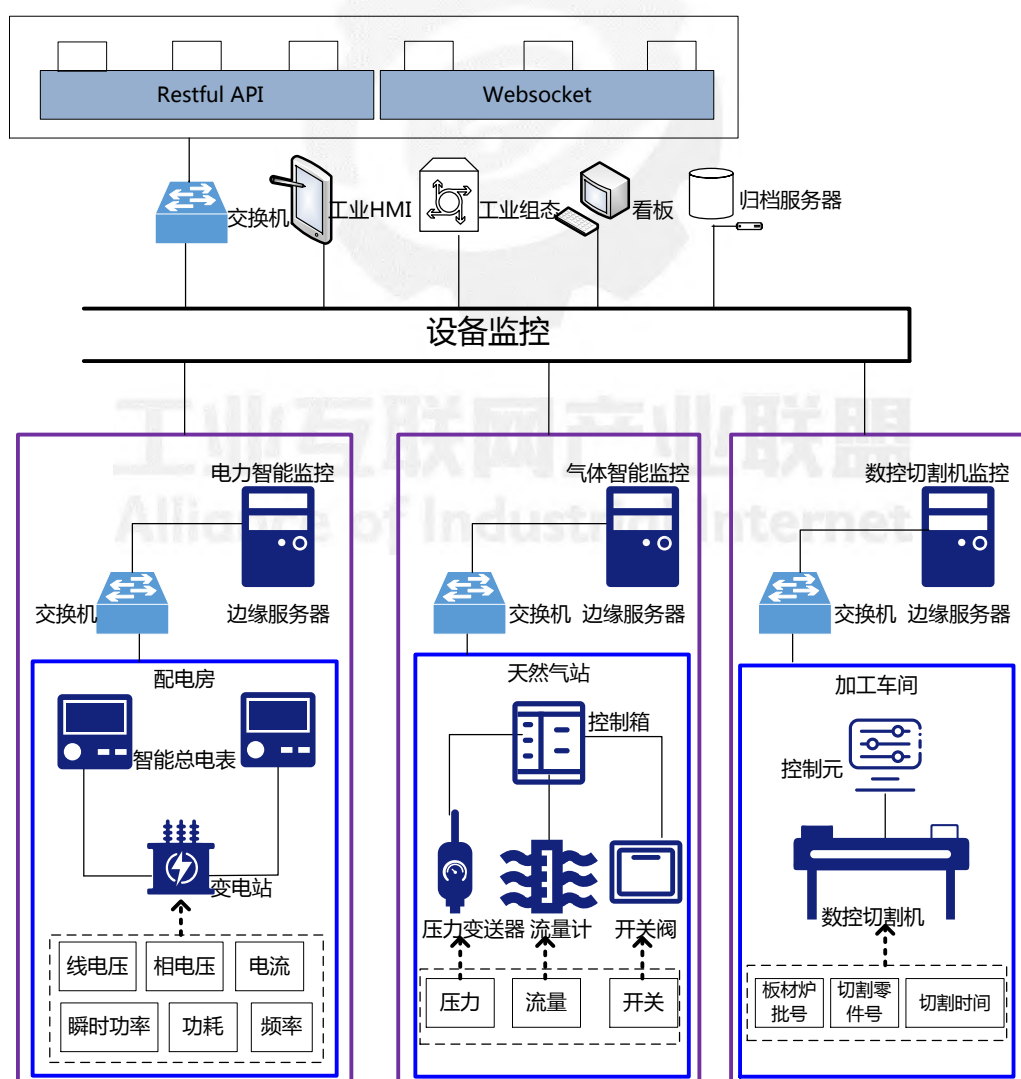 Restful API
Websocket
交换机
工业HMI
工业组态
看板
归档服务器
设备监控
工业互联网产业联盟
Alliance of Industrial Internet
电力智能监控
气体智能监控
数控切割机监控
交换机
边缘服务器
交换机
边缘服务器
交换机
边缘服务器
配电房
智能总电表
变电站
线电压
相电压
电流
瞬时功率
功耗
频率
天然气站
控制箱
压力变送器
流量计
开关阀
压力
流量
开关
加工车间
控制元
数控切割机
板材炉
批号
切割零
件号
切割时间